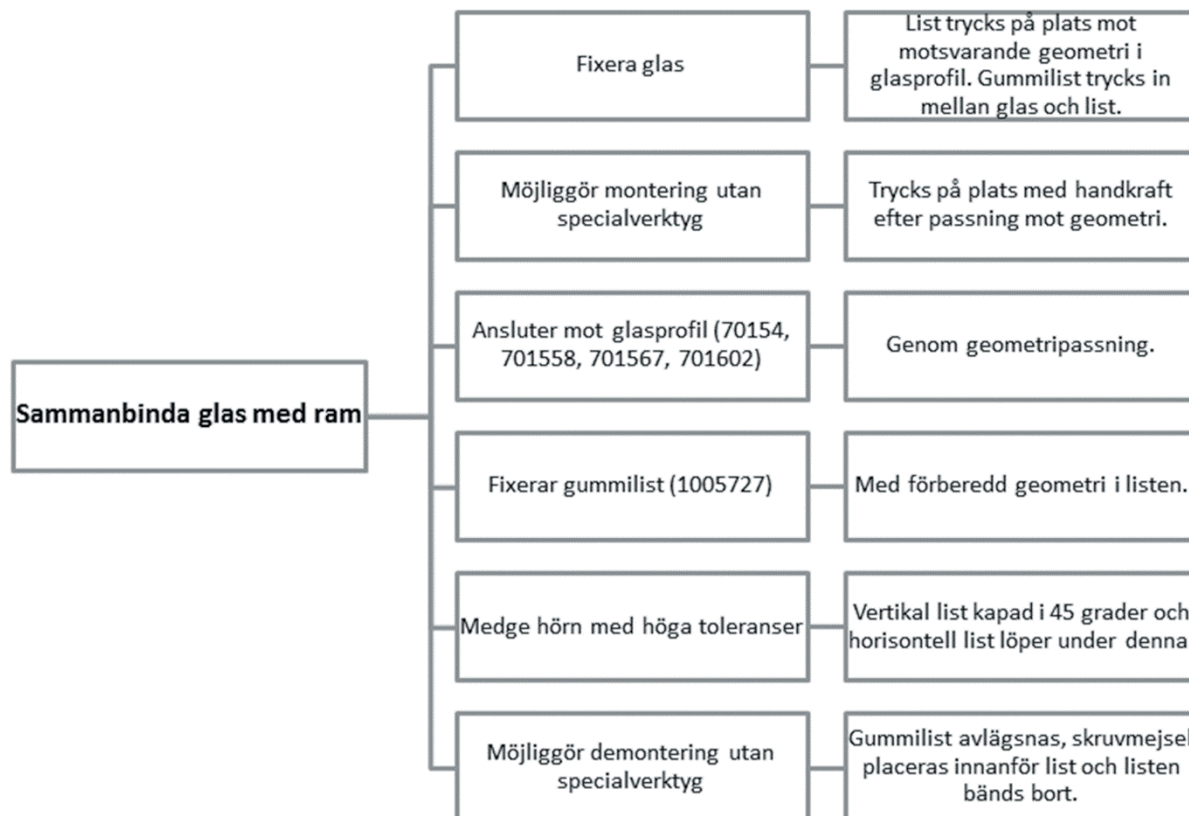 Fixera glas
List trycks på plats mot
motsvarande geometri i
glasprofil. Gummilist trycks in
mellan glas och list.
Möjliggör montering utan
specialverktyg
Trycks på plats med handkraft
efter passning mot geometri.
Ansluter mot glasprofil (70154,
701558, 701567, 701602)
Genom geometripassning.
Sammanbinda glas med ram
Fixerar gummilist (1005727)
Med förberedd geometri i listen.
Medge hörn med höga toleranser
Vertikal list kapad i 45 grader och
horisontell list löper under denna
Möjliggör demontering utan
specialverktyg
Gummilist avlägsnas, skruvmejsel
placeras innanför list och listen
bänds bort.